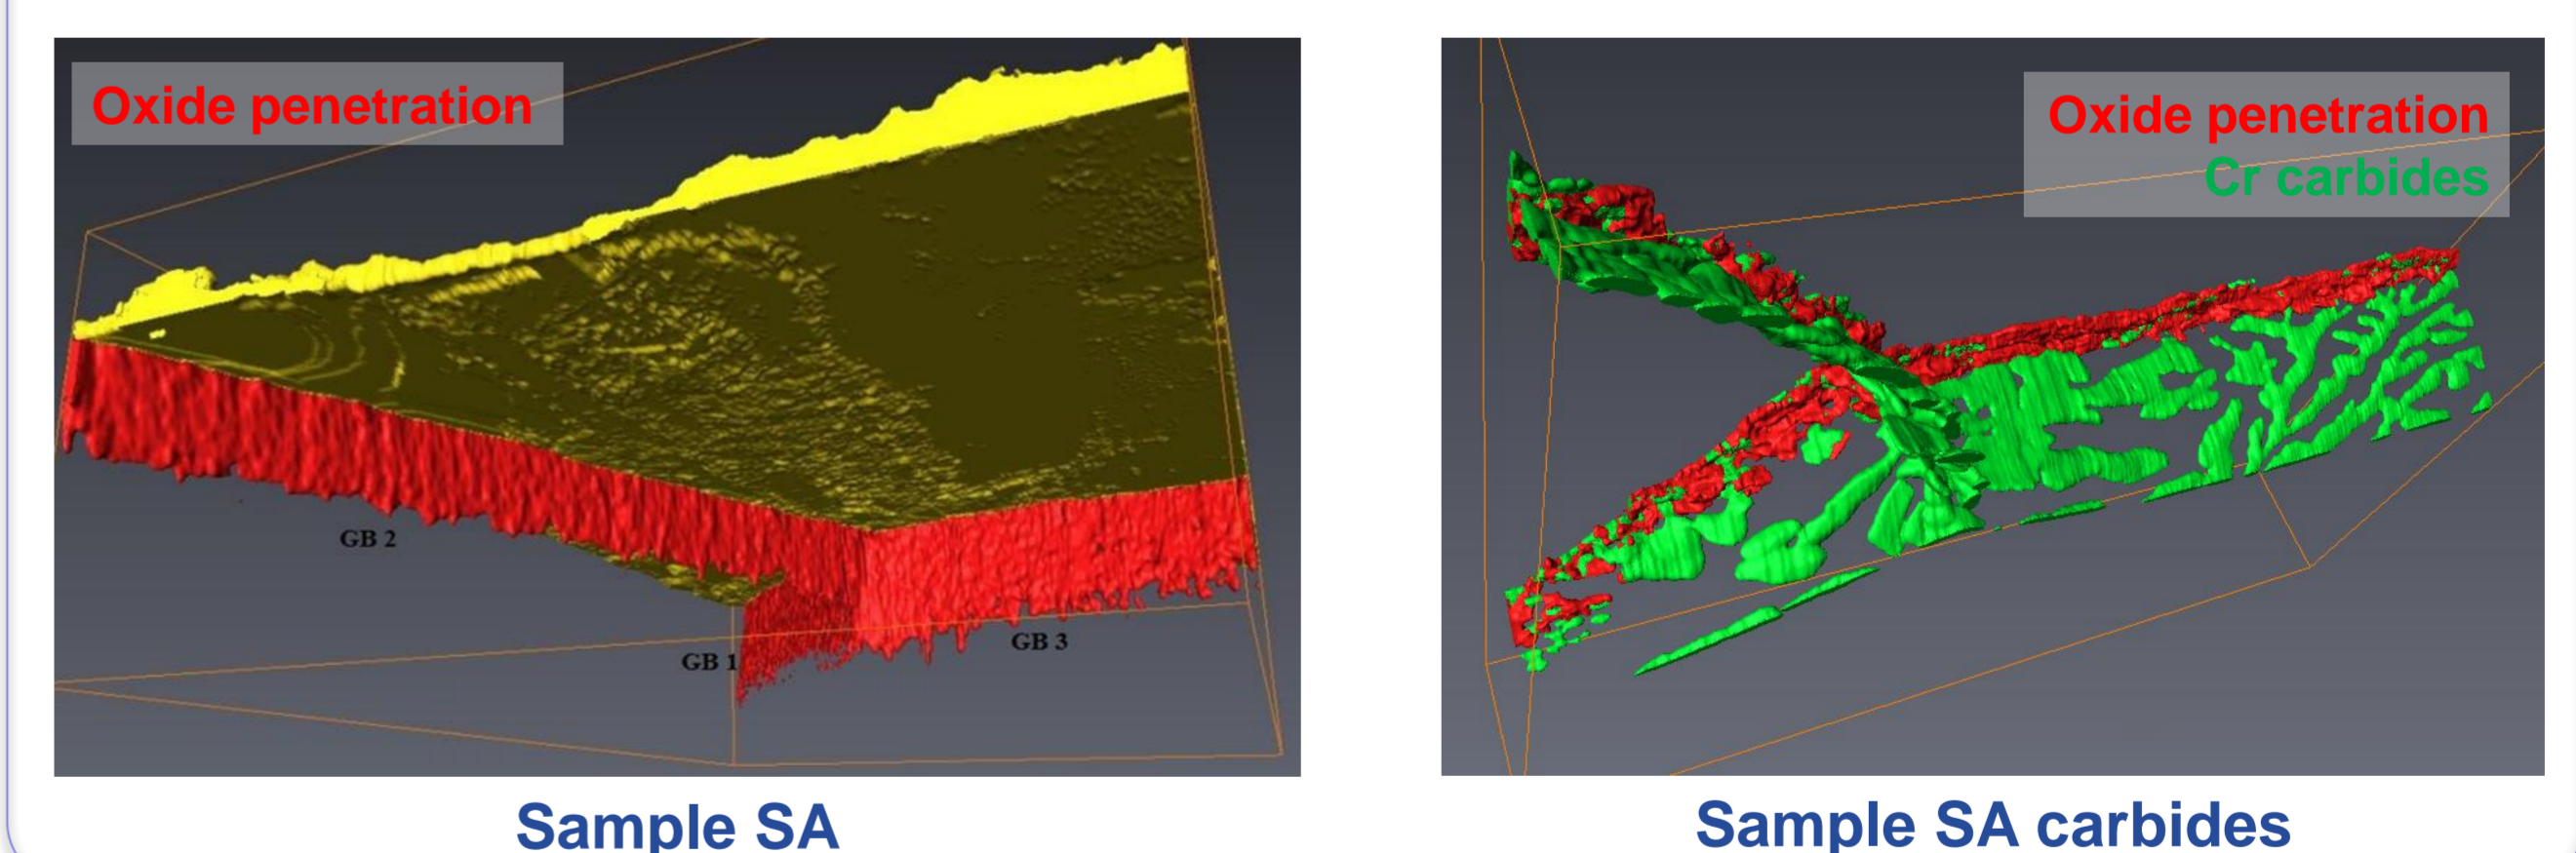 Oxide penetration
GB 2
GB 1
GB 3
Sample SA
Oxide penetration
Cr carbides
Sample SA carbides